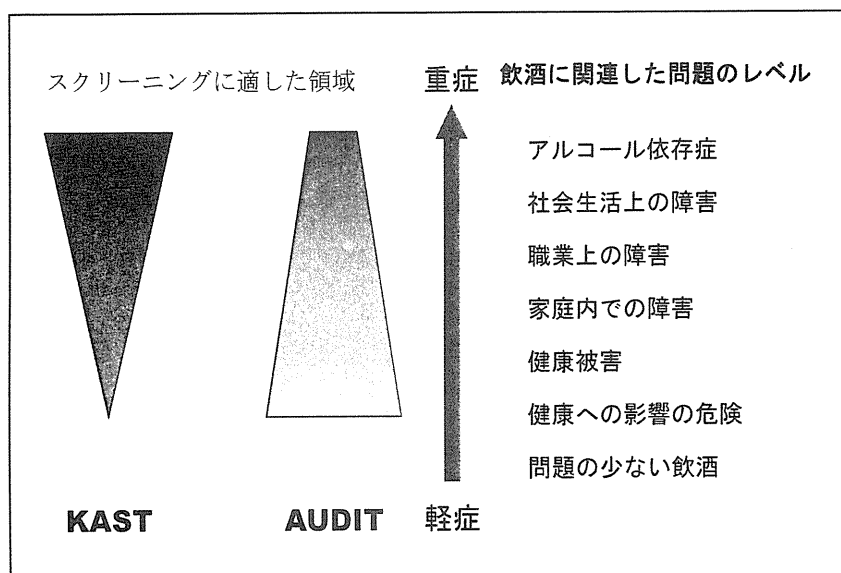 スクリーニングに適した領域
重症 飲酒に関連した問題のレベル
アルコール依存症
社会生活上の障害
職業上の障害
家庭内での障害
健康被害
健康への影響の危険
問題の少ない飲酒
KAST AUDIT 軽症